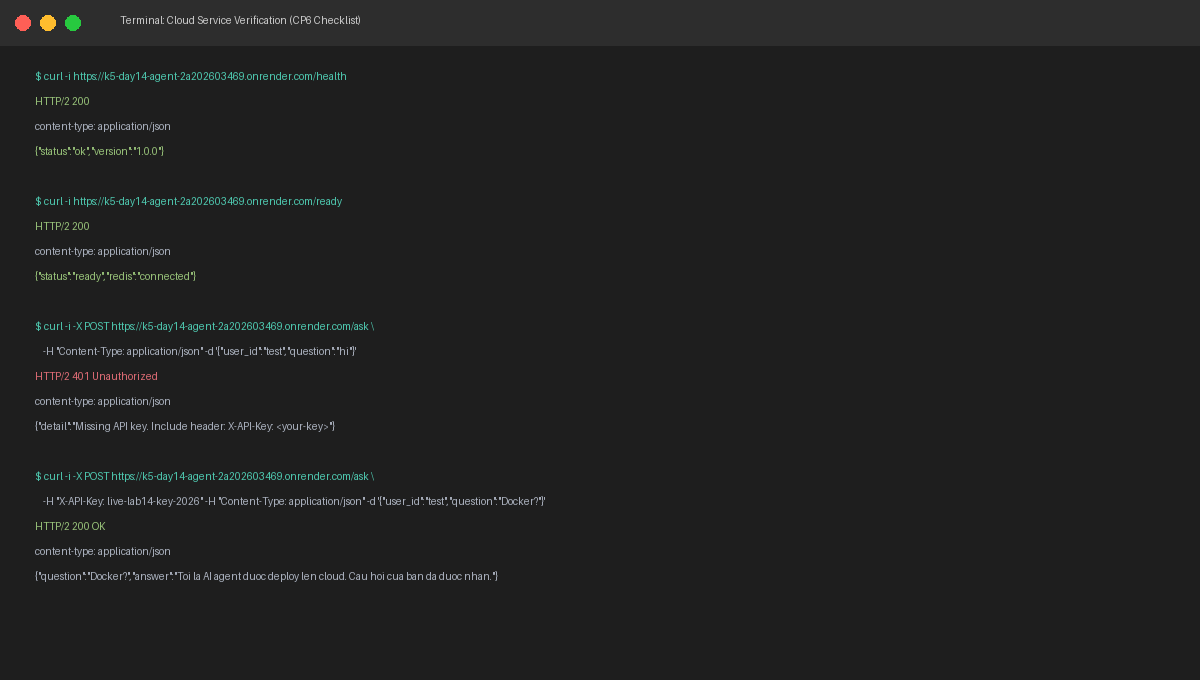 Terminal: Cloud Service Verification (CP6 Checklist)
$ curl -i https://k5-day14-agent-2a202603469.onrender.com/health
HTTP/2 200
content-type: application/json
{"status":"ok","version":"1.0.0"}
$ curl -i https://k5-day14-agent-2a202603469.onrender.com/ready
HTTP/2 200
content-type: application/json
{"status":"ready","redis":"connected"}
$ curl -i -X POST https://k5-day14-agent-2a202603469.onrender.com/ask \
-H "Content-Type: application/json" -d '{"user_id":"test","question":"hi"}'
HTTP/2 401 Unauthorized
content-type: application/json
{"detail":"Missing API key. Include header: X-API-Key: <your-key>"}
$ curl -i -X POST https://k5-day14-agent-2a202603469.onrender.com/ask \
-H "X-API-Key: live-lab14-key-2026" -H "Content-Type: application/json" -d '{"user_id":"test","question":"Docker?"}'
HTTP/2 200 OK
content-type: application/json
{"question":"Docker?","answer":"Toi la AI agent duoc deploy len cloud. Cau hoi cua ban da duoc nhan."}